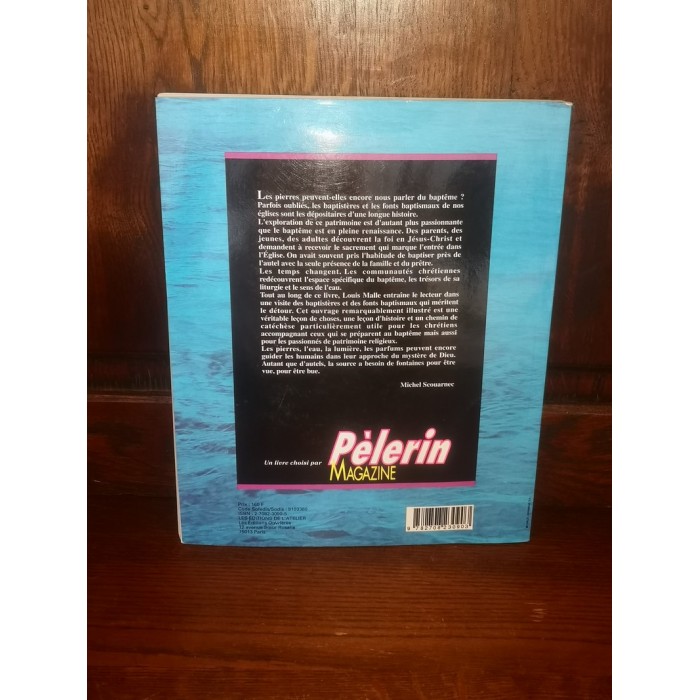 Les pierres peuvent-elles encore nous parler du baptême ?
Parfois oubliés, les baptistères et les fonts baptismaux de nos
églises sont les dépositaires d'une longue histoire.
L'exploration de ce patrimoine est d'autant plus passionnante
que le baptême est en pleine renaissance. Des parents, des
jeunes, des adultes découvrent la foi en Jésus-Christ et
demandent à recevoir le sacrement qui marque l'entrée dans
l'Église. On avait souvent pris l'habitude de baptiser près de
l'autel avec la seule présence de la famille et du prêtre.
Les temps changent. Les communautés chrétiennes
redécouvrent l'espace spécifique du baptême, les trésors de sa
liturgie et le sens de l'eau.
Tout au long de ce livre, Louis Malle entraine le lecteur dans
une visite des baptistères et des fonts baptismaux qui méritent
le détour. Cet ouvrage remarquablement illustré est une
véritable leçon de choses, une leçon d'histoire et un chemin de
catéchèse particulièrement utile pour les chrétiens
accompagnant ceux qui se préparent au baptême mais aussi
pour les passionnés de patrimoine religieux.
Les pierres, l'eau, la lumière, les parfums peuvent encore
guider les humains dans leur approche du mystère de Dieu.
Autant que d'autels, la source a besoin de fontaines pour être
vue, pour être bue.
Michel Scouarnec
Un livre choisi par
Pèlerin
MAGAZINE
LES ÉDITIONS DE L'ATELIER
Les Éditions Ouvrières
75013 Paris